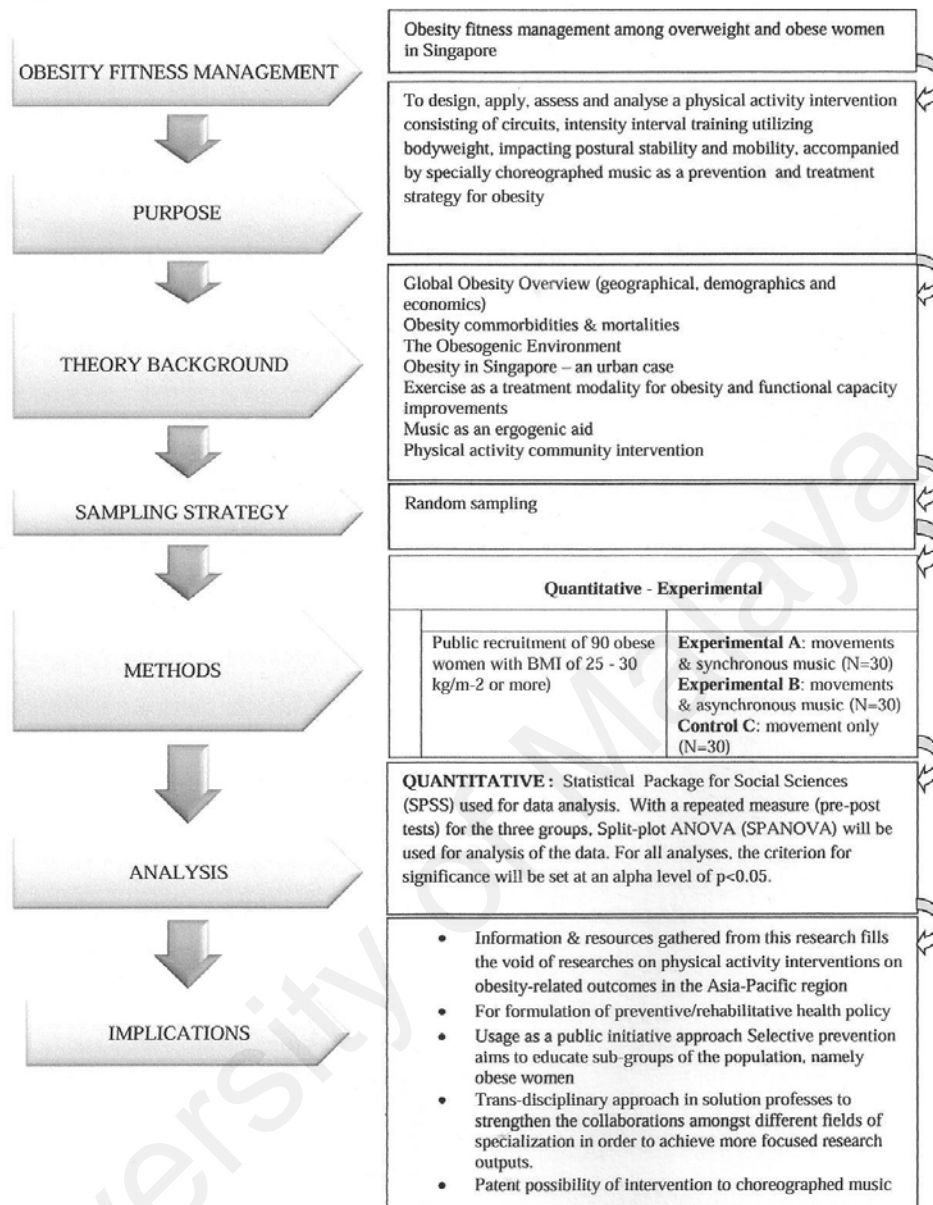 OBESITY FITNESS MANAGEMENT
Obesity fitness management among overweight and obese women
in Singapore
PURPOSE
To design, apply, assess and analyse a physical activity intervention
consisting of circuits, intensity interval training utilizing
bodyweight, impacting postural stability and mobility, accompanied
by specially choreographed music as a prevention and treatment
strategy for obesity
THEORY BACKGROUND
Global Obesity Overview (geographical, demographics and
economics)
Obesity commorbidities & mortalities
The Obesogenic Environment
Obesity in Singapore – an urban case
Exercise as a treatment modality for obesity and functional capacity
improvements
Music as an ergogenic aid
Physical activity community intervention
SAMPLING STRATEGY
Random sampling
METHODS
Quantitative - Experimental
Public recruitment of 90 obese
women with BMI of 25 - 30
kg/m-2 or more)
Experimental A: movements
& synchronous music (N=30)
Experimental B: movements
& asynchronous music (N=30)
Control C: movement only
(N=30)
ANALYSIS
QUANTITATIVE : Statistical Package for Social Sciences
(SPSS) used for data analysis. With a repeated measure (pre-post
tests) for the three groups, Split-plot ANOVA (SPANOVA) will be
used for analysis of the data. For all analyses, the criterion for
significance will be set at an alpha level of p<0.05.
IMPLICATIONS
• Information & resources gathered from this research fills
the void of researches on physical activity interventions on
obesity-related outcomes in the Asia-Pacific region
• For formulation of preventive/rehabilitative health policy
• Usage as a public initiative approach Selective prevention
aims to educate sub-groups of the population, namely
obese women
• Trans-disciplinary approach in solution professes to
strengthen the collaborations amongst different fields of
specialization in order to achieve more focused research
outputs.
• Patent possibility of intervention to choreographed music
ersity of Malaya